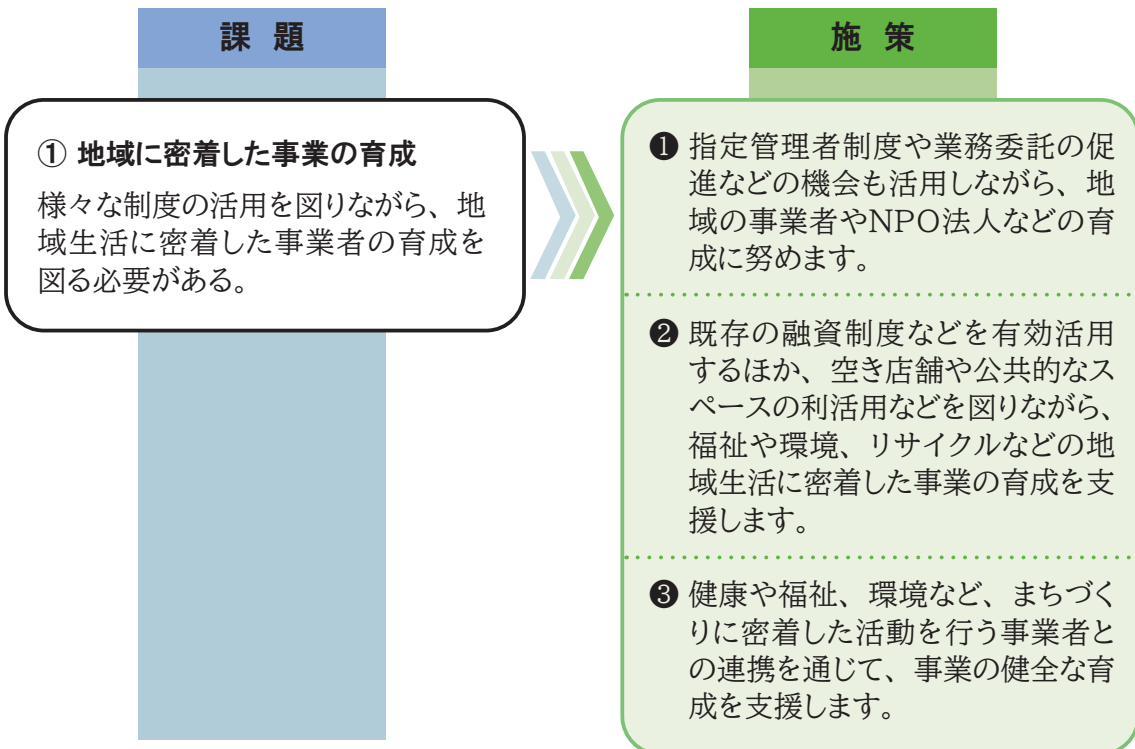 課題
① 地域に密着した事業の育成
様々な制度の活用を図りながら、地
域生活に密着した事業者の育成を
図る必要がある。
施策
❶ 指定管理者制度や業務委託の促
進などの機会も活用しながら、地
域の事業者やNPO法人などの育
成に努めます。
❷ 既存の融資制度などを有効活用
するほか、空き店舗や公共的なス
ペースの利活用などを図りながら、
福祉や環境、リサイクルなどの地
域生活に密着した事業の育成を支
援します。
❸ 健康や福祉、環境など、まちづく
りに密着した活動を行う事業者と
の連携を通じて、事業の健全な育
成を支援します。